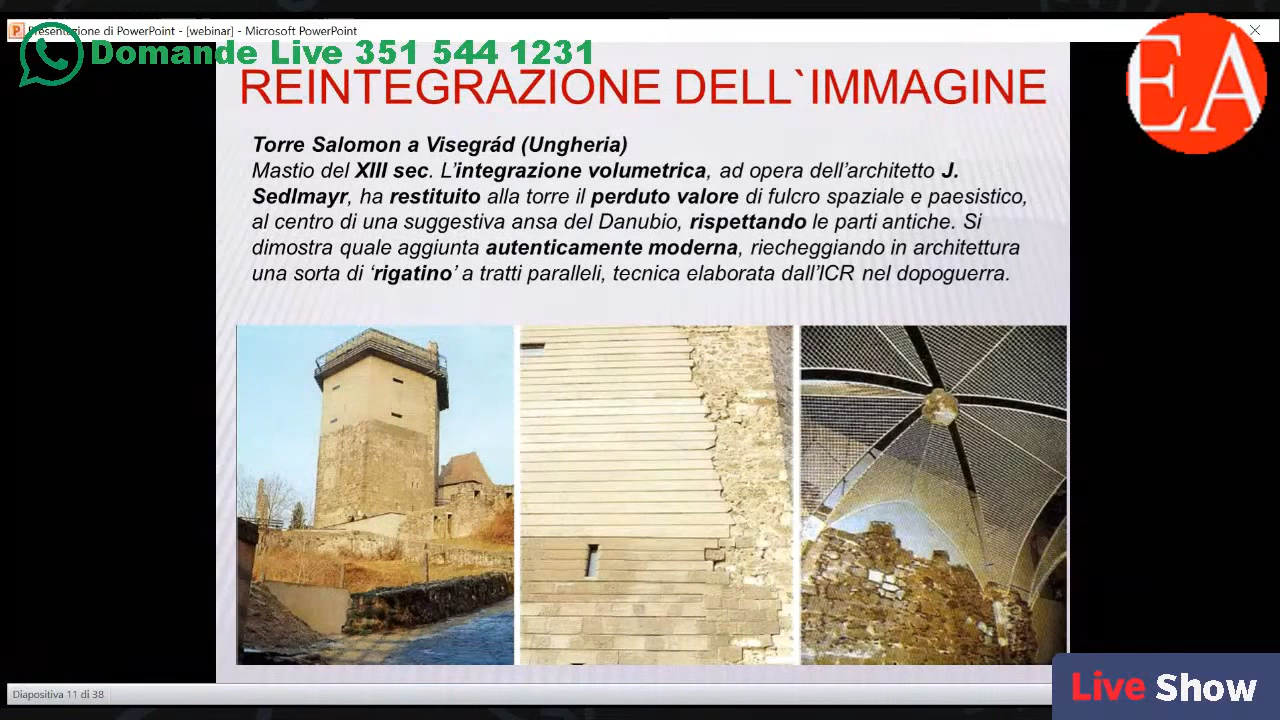 Presentazione di PowerPoint - [webinar] - Microsoft PowerPoint
Domande Live 351 544 1231
EA
REINTEGRAZIONE DELL`IMMAGINE
Torre Salomon a Visegrád (Ungheria)
Mastio del XIII sec. L’integrazione volumetrica, ad opera dell’architetto J.
Sedlmayr, ha restituito alla torre il perduto valore di fulcro spaziale e paesistico,
al centro di una suggestiva ansa del Danubio, rispettando le parti antiche. Si
dimostra quale aggiunta autenticamente moderna, riecheggiando in architettura
una sorta di ‘rigatino’ a tratti paralleli, tecnica elaborata dall’ICR nel dopoguerra.
Diapositiva 11 di 38
Live Show